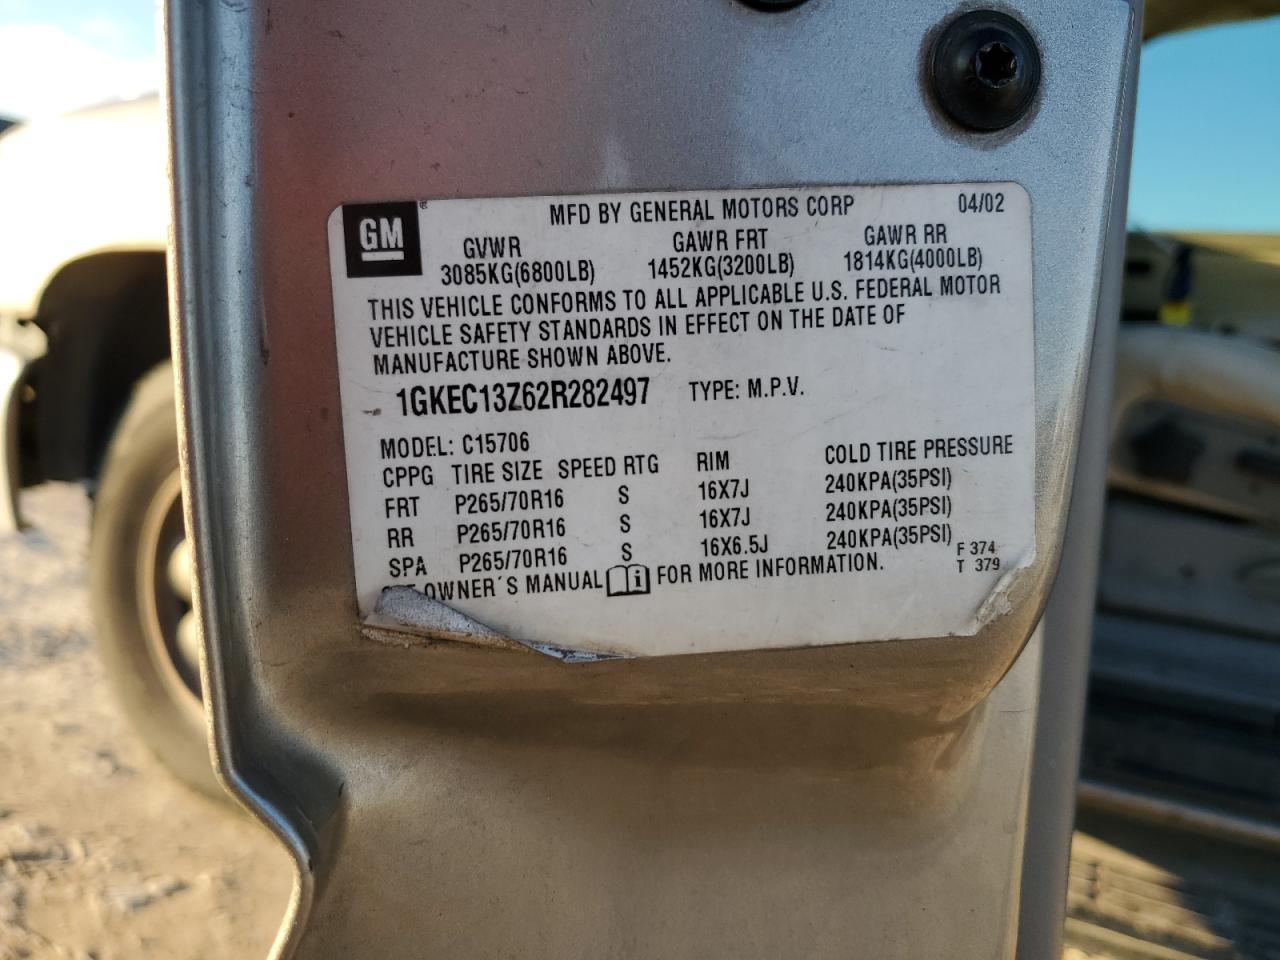 GM ® MFD BY GENERAL MOTORS CORP 04/02
GVWR GAWR FRT GAWR RR
3085KG(6800LB) 1452KG(3200LB) 1814KG(4000LB)
THIS VEHICLE CONFORMS TO ALL APPLICABLE U.S. FEDERAL MOTOR
VEHICLE SAFETY STANDARDS IN EFFECT ON THE DATE OF
MANUFACTURE SHOWN ABOVE.
1GKEC13Z62R282497 TYPE: M.P.V.
MODEL: C15706
CPPG TIRE SIZE SPEED RTG RIM COLD TIRE PRESSURE
FRT P265/70R16 S 16X7J 240KPA(35PSI)
RR P265/70R16 S 16X7J 240KPA(35PSI)
SPA P265/70R16 S 16X6.5J 240KPA(35PSI)
OWNER'S MANUAL i FOR MORE INFORMATION.
F 374
T 379